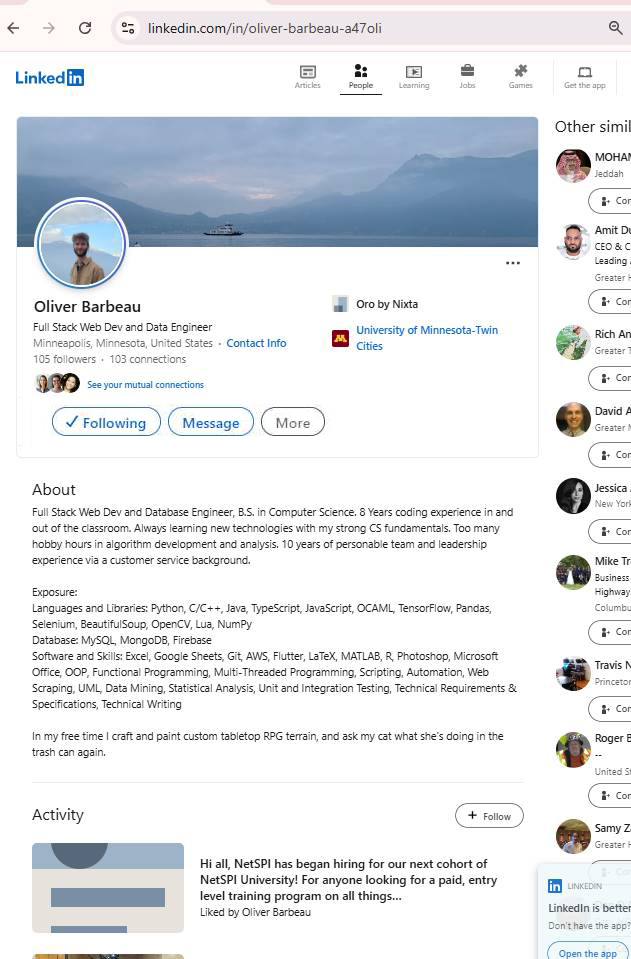 linkedin.com/in/oliver-barbeau-a47oli
Linked in
Articles
People
Learning
Jobs
Games
Get the app
Oliver Barbeau
Full Stack Web Dev and Data Engineer
Minneapolis, Minnesota, United States · Contact Info
105 followers · 103 connections
See your mutual connections
Oro by Nixta
University of Minnesota-Twin
Cities
Following
Message
More
About
Full Stack Web Dev and Database Engineer, B.S. in Computer Science. 8 Years coding experience in and
out of the classroom. Always learning new technologies with my strong CS fundamentals. Too many
hobby hours in algorithm development and analysis. 10 years of personable team and leadership
experience via a customer service background.
Exposure:
Languages and Libraries: Python, C/C++, Java, TypeScript, JavaScript, OCAML, TensorFlow, Pandas,
Selenium, BeautifulSoup, OpenCV, Lua, NumPy
Database: MySQL, MongoDB, Firebase
Software and Skills: Excel, Google Sheets, Git, AWS, Flutter, LaTeX, MATLAB, R, Photoshop, Microsoft
Office, OOP, Functional Programming, Multi-Threaded Programming, Scripting, Automation, Web
Scraping, UML, Data Mining, Statistical Analysis, Unit and Integration Testing, Technical Requirements &
Specifications, Technical Writing
In my free time I craft and paint custom tabletop RPG terrain, and ask my cat what she's doing in the
trash can again.
Activity
+ Follow
Hi all, NetSPI has began hiring for our next cohort of
NetSPI University! For anyone looking for a paid, entry
level training program on all things...
Liked by Oliver Barbeau
Other simil
MOHAM
Jeddah
Con
Amit Du
CEO & C
Leading
Greater H
Con
Rich An
Greater T
Con
David A
Greater M
Con
Jessica
New York
Con
Mike Tr
Business
Highway
Columbu
Con
Travis N
Princeton
Con
Roger B
--
United St
Con
Samy Z
Greater H
LINKEDIN
LinkedIn is better
Don't have the app?
Open the app